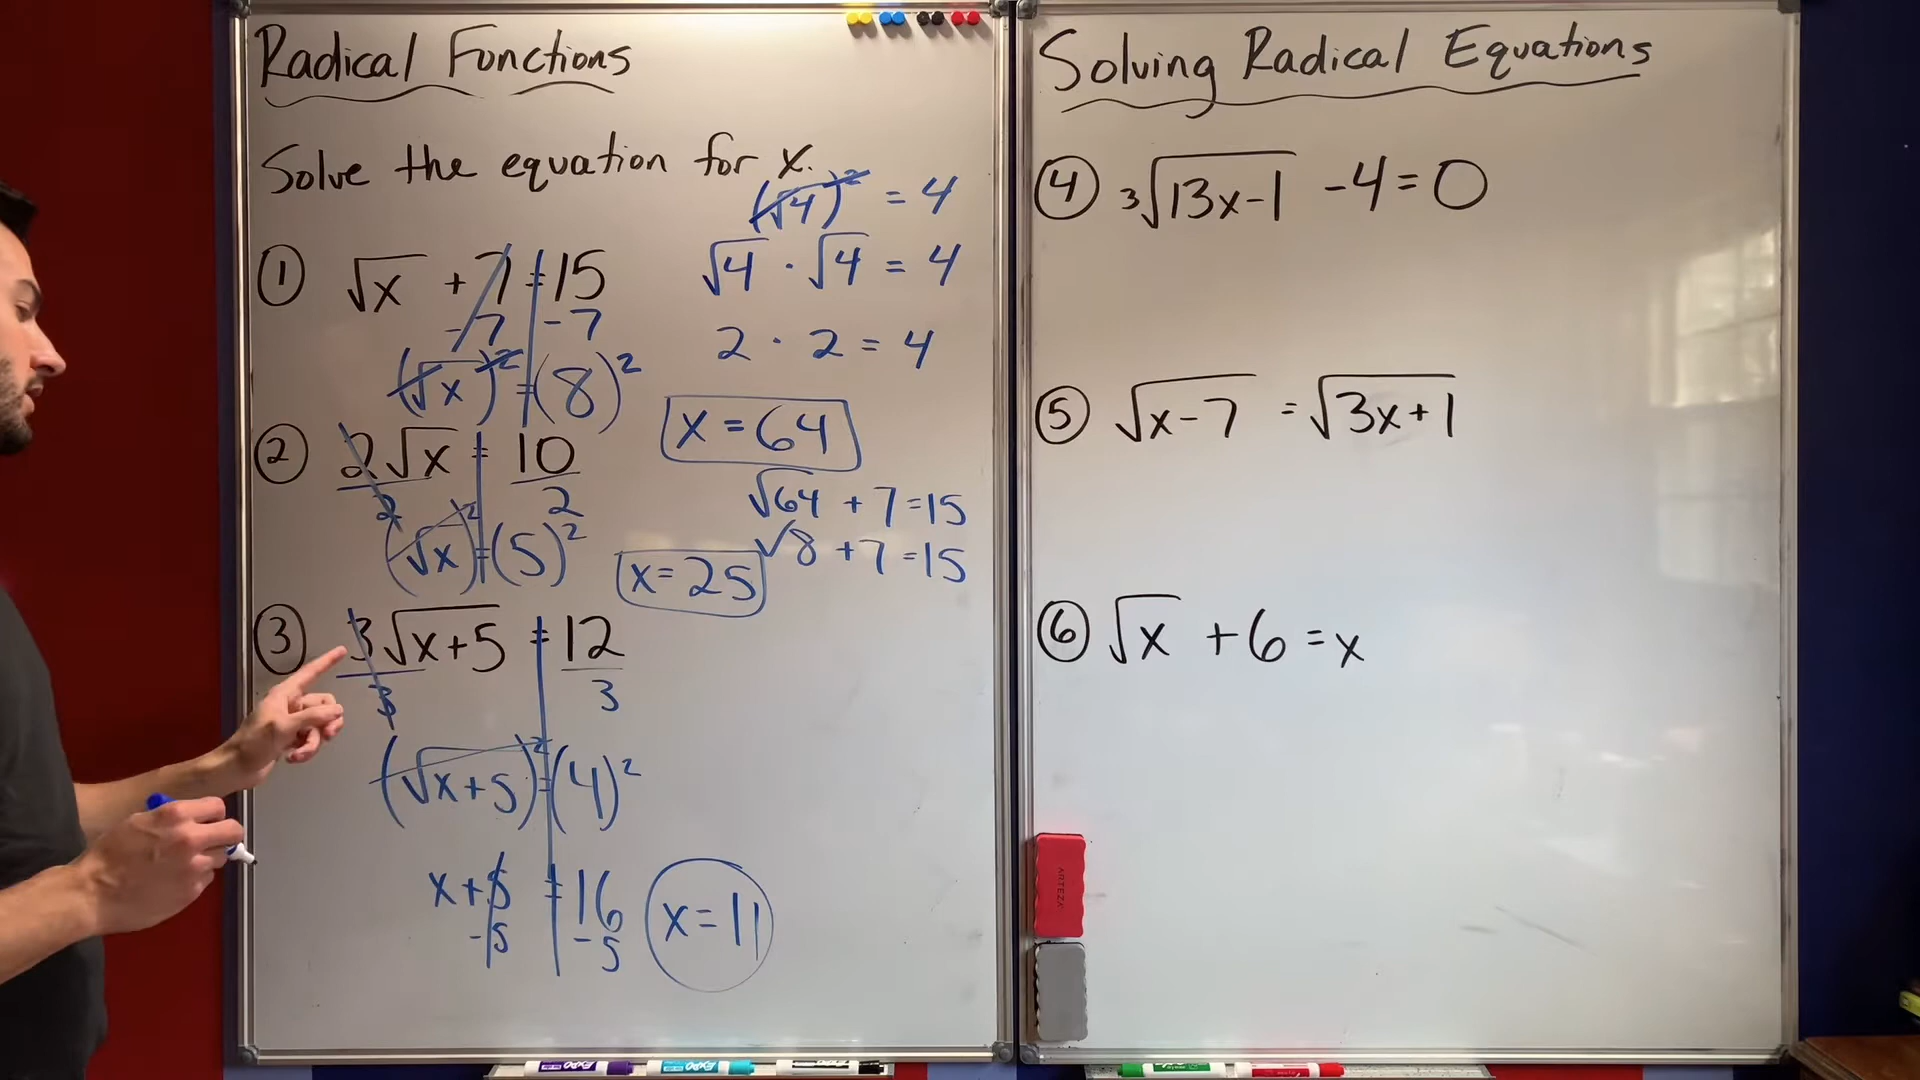 Radical Functions
Solve the equation for x.
(√4)² = 4
√4 · √4 = 4
2 · 2 = 4
① √x + 7 = 15
-7 -7
(√x)² = (8)²
x = 64
√64 + 7 = 15
√8 + 7 = 15
② 2√x = 10
2 2
(√x)² = (5)²
x = 25
③ 3√x+5 = 12
3 3
(√x+5)² = (4)²
x + 5 = 16
-5 -5
x = 11
Solving Radical Equations
④ ³√13x-1 - 4 = 0
⑤ √x-7 = √3x+1
⑥ √x + 6 = x
ARTEZA
EXPO
EXPO
EXPO